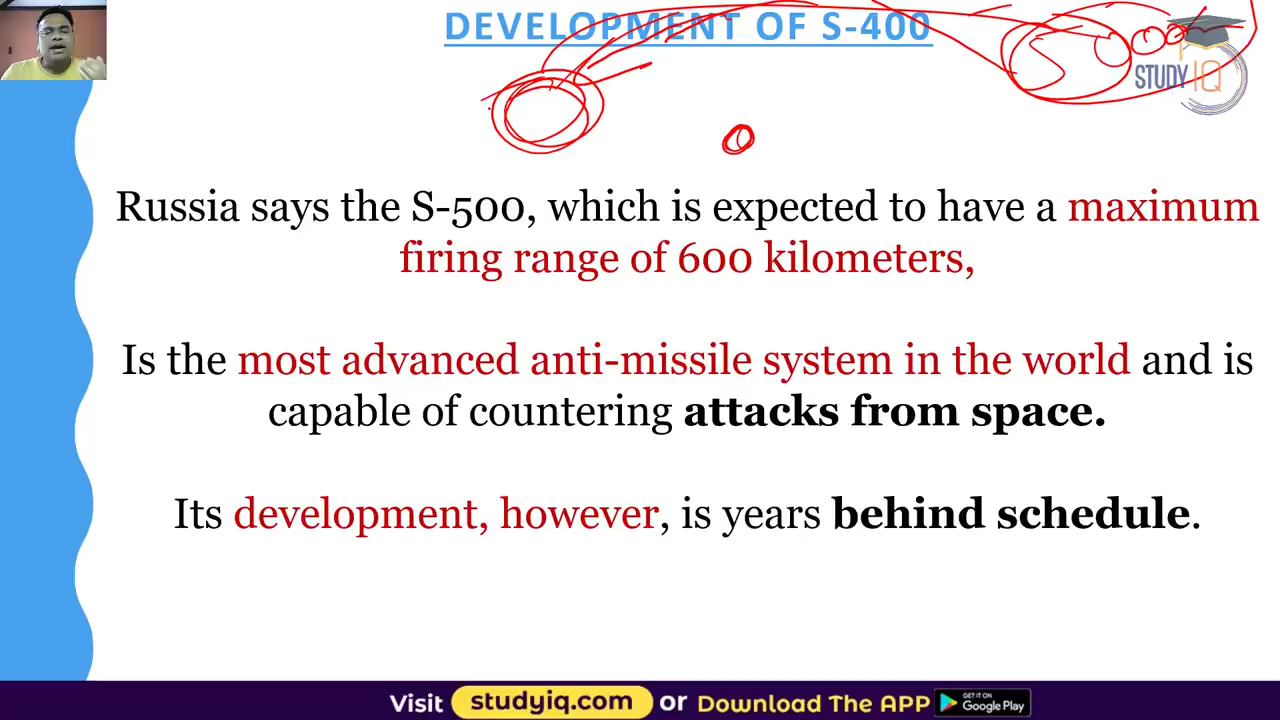 DEVELOPMENT OF S-400
S-500
STUDY IQ
Russia says the S-500, which is expected to have a maximum
firing range of 600 kilometers,
Is the most advanced anti-missile system in the world and is
capable of countering attacks from space.
Its development, however, is years behind schedule.
Visit studyiq.com or Download The APP GET IT ON
Google Play